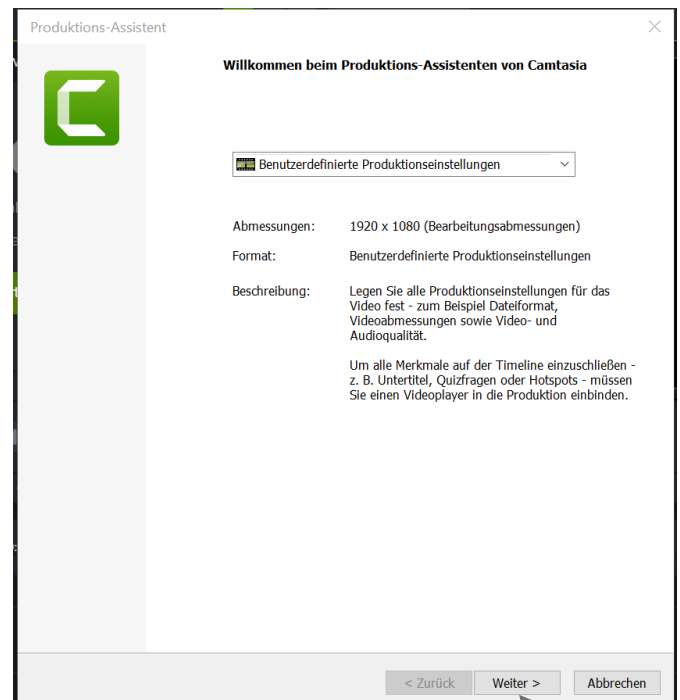 Produktions-Assistent
Willkommen beim Produktions-Assistenten von Camtasia
Benutzerdefinierte Produktionseinstellungen
Abmessungen: 1920 x 1080 (Bearbeitungsabmessungen)
Format: Benutzerdefinierte Produktionseinstellungen
Beschreibung: Legen Sie alle Produktionseinstellungen für das
Video fest - zum Beispiel Dateiformat,
Videoabmessungen sowie Video- und
Audioqualität.
Um alle Merkmale auf der Timeline einzuschließen -
z. B. Untertitel, Quizfragen oder Hotspots - müssen
Sie einen Videoplayer in die Produktion einbinden.
< Zurück Weiter > Abbrechen